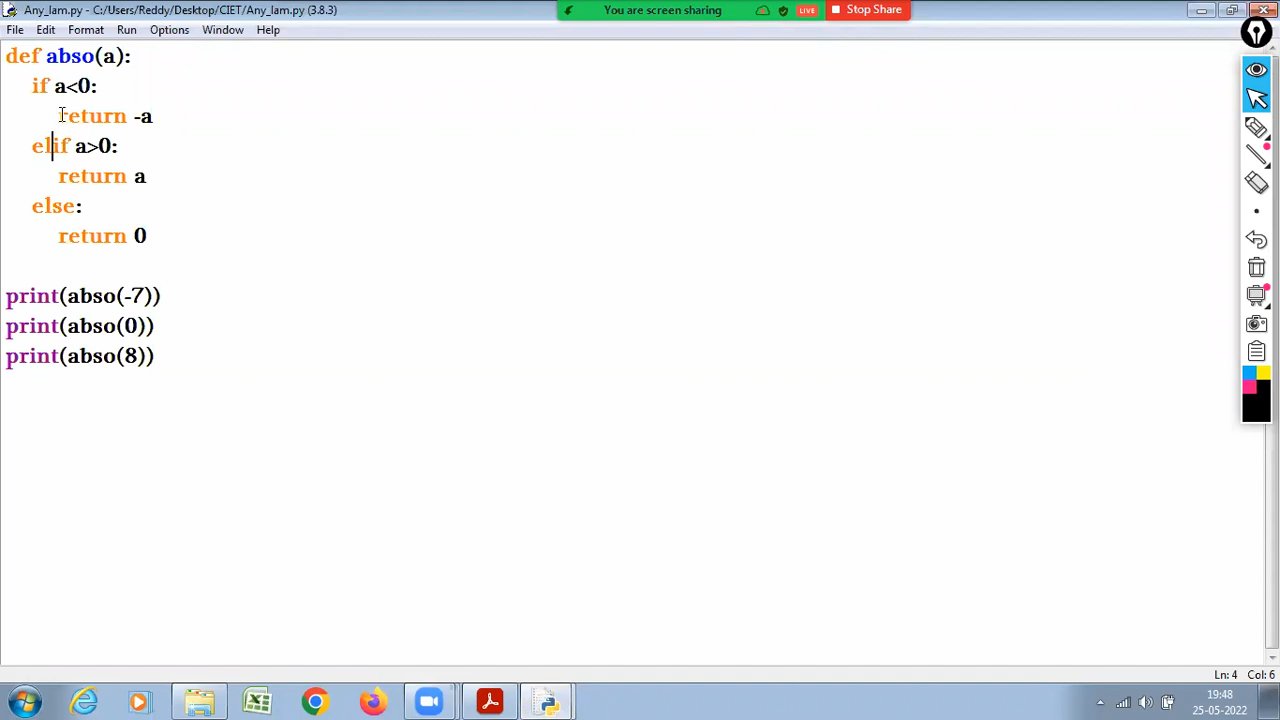 Any_lam.py - C:/Users/Reddy/Desktop/CIET/Any_lam.py (3.8.3)
You are screen sharing LIVE Stop Share
File Edit Format Run Options Window Help
def abso(a):
    if a<0:
        return -a
    elif a>0:
        return a
    else:
        return 0
print(abso(-7))
print(abso(0))
print(abso(8))
Ln: 4 Col: 6
19:48
25-05-2022